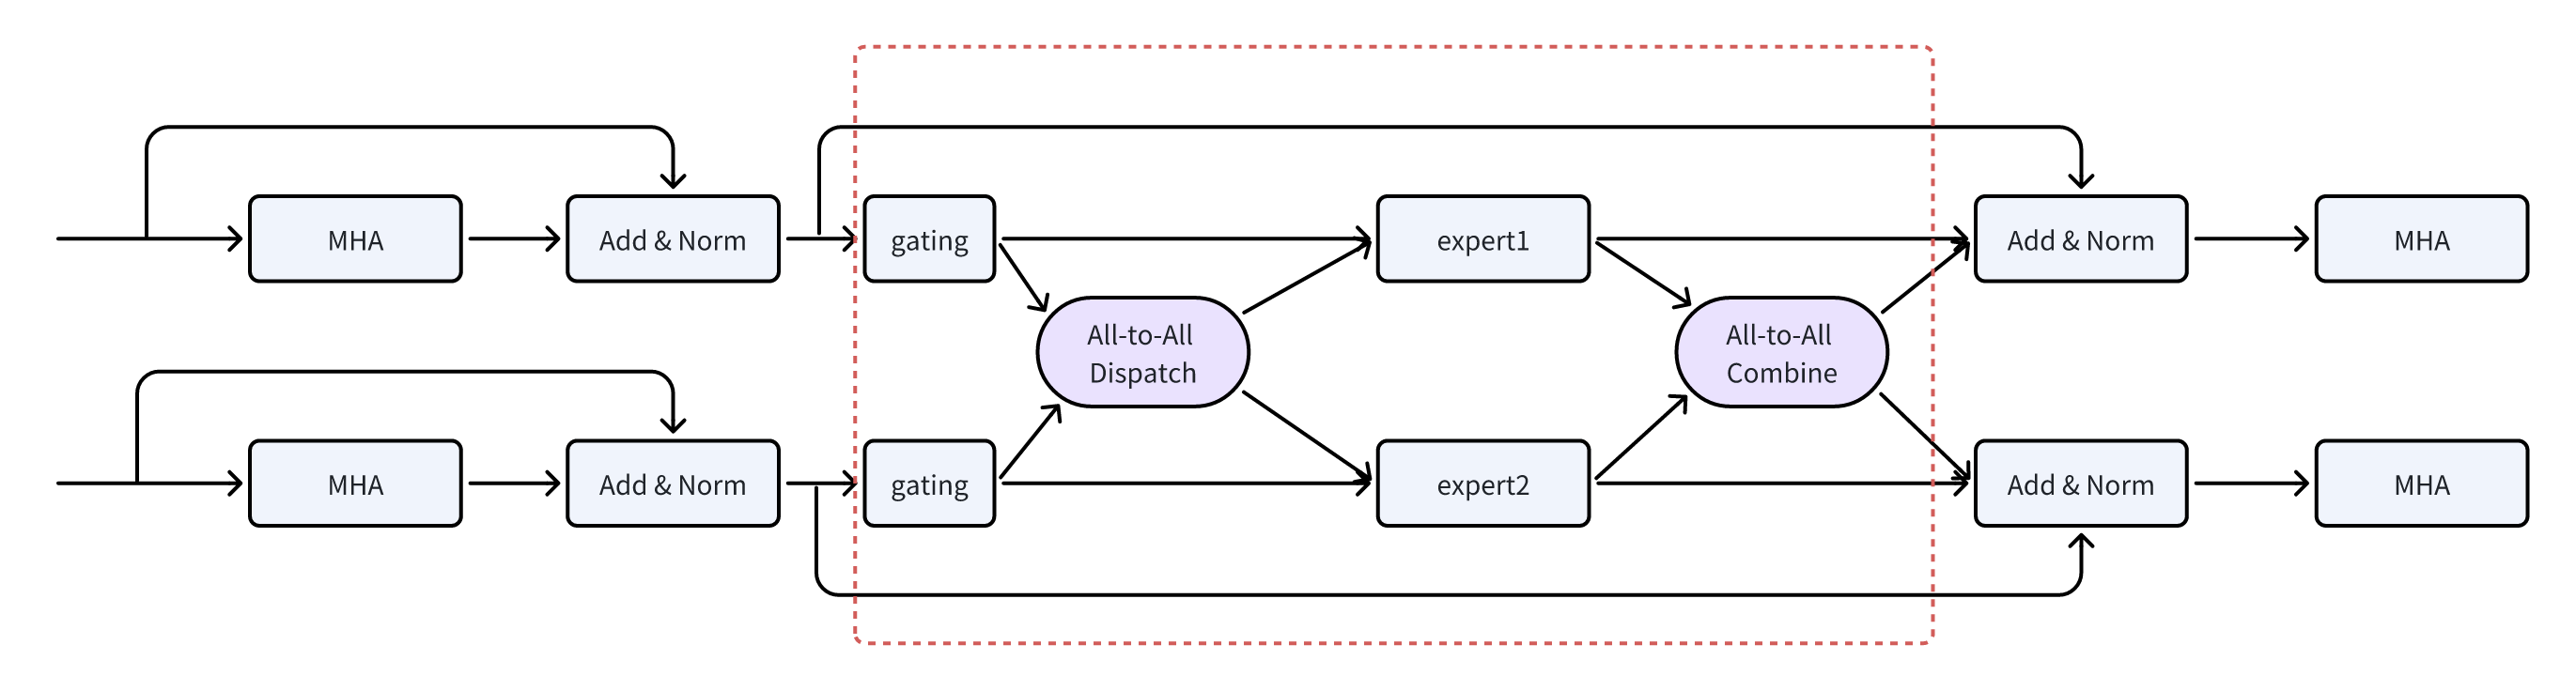 MHA
Add & Norm
gating
expert1
Add & Norm
MHA
All-to-All
Dispatch
All-to-All
Combine
MHA
Add & Norm
gating
expert2
Add & Norm
MHA